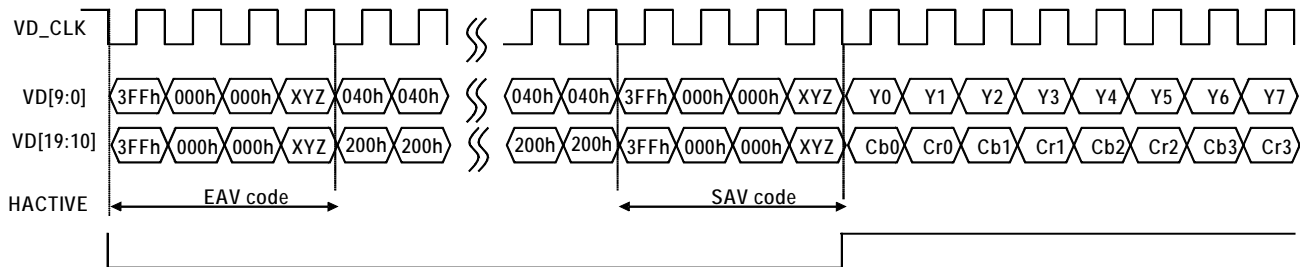 VD_CLK
VD[9:0] 3FFh 000h 000h XYZ 040h 040h 040h 040h 3FFh 000h 000h XYZ Y0 Y1 Y2 Y3 Y4 Y5 Y6 Y7
VD[19:10] 3FFh 000h 000h XYZ 200h 200h 200h 200h 3FFh 000h 000h XYZ Cb0 Cr0 Cb1 Cr1 Cb2 Cr2 Cb3 Cr3
HACTIVE EAV code SAV code